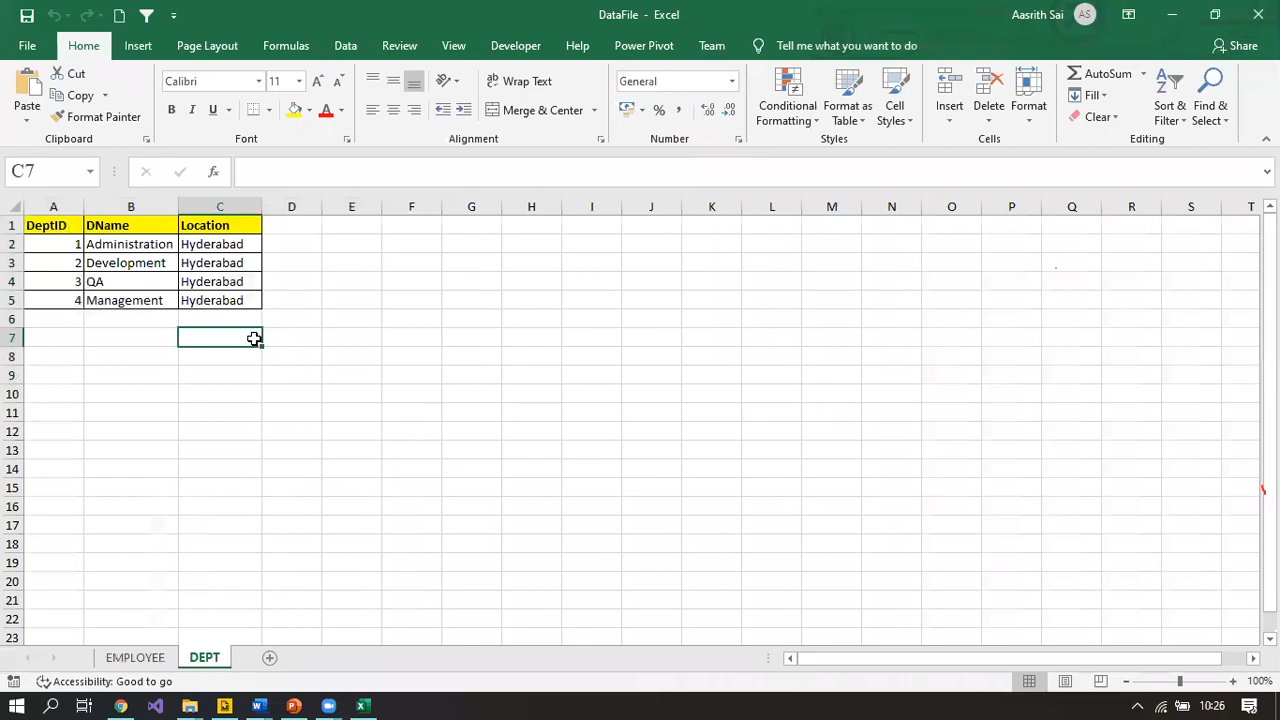 DataFile - Excel
Aasrith Sai AS
File Home Insert Page Layout Formulas Data Review View Developer Help Power Pivot Team Tell me what you want to do Share
Paste
Cut
Copy
Format Painter
Clipboard
Calibri 11
B I U A
Font
ab Wrap Text
Merge & Center
Alignment
General
% ,
Number
Conditional Formatting
Format as Table
Cell Styles
Styles
Insert
Delete
Format
Cells
AutoSum
Fill
Clear
Sort & Filter
Find & Select
Editing
C7 fx
A B C D E F G H I J K L M N O P Q R S T
1 DeptID DName Location
2 1 Administration Hyderabad
3 2 Development Hyderabad
4 3 QA Hyderabad
5 4 Management Hyderabad
6
7
8
9
10
11
12
13
14
15
16
17
18
19
20
21
22
23
EMPLOYEE DEPT
Accessibility: Good to go
100%
10:26